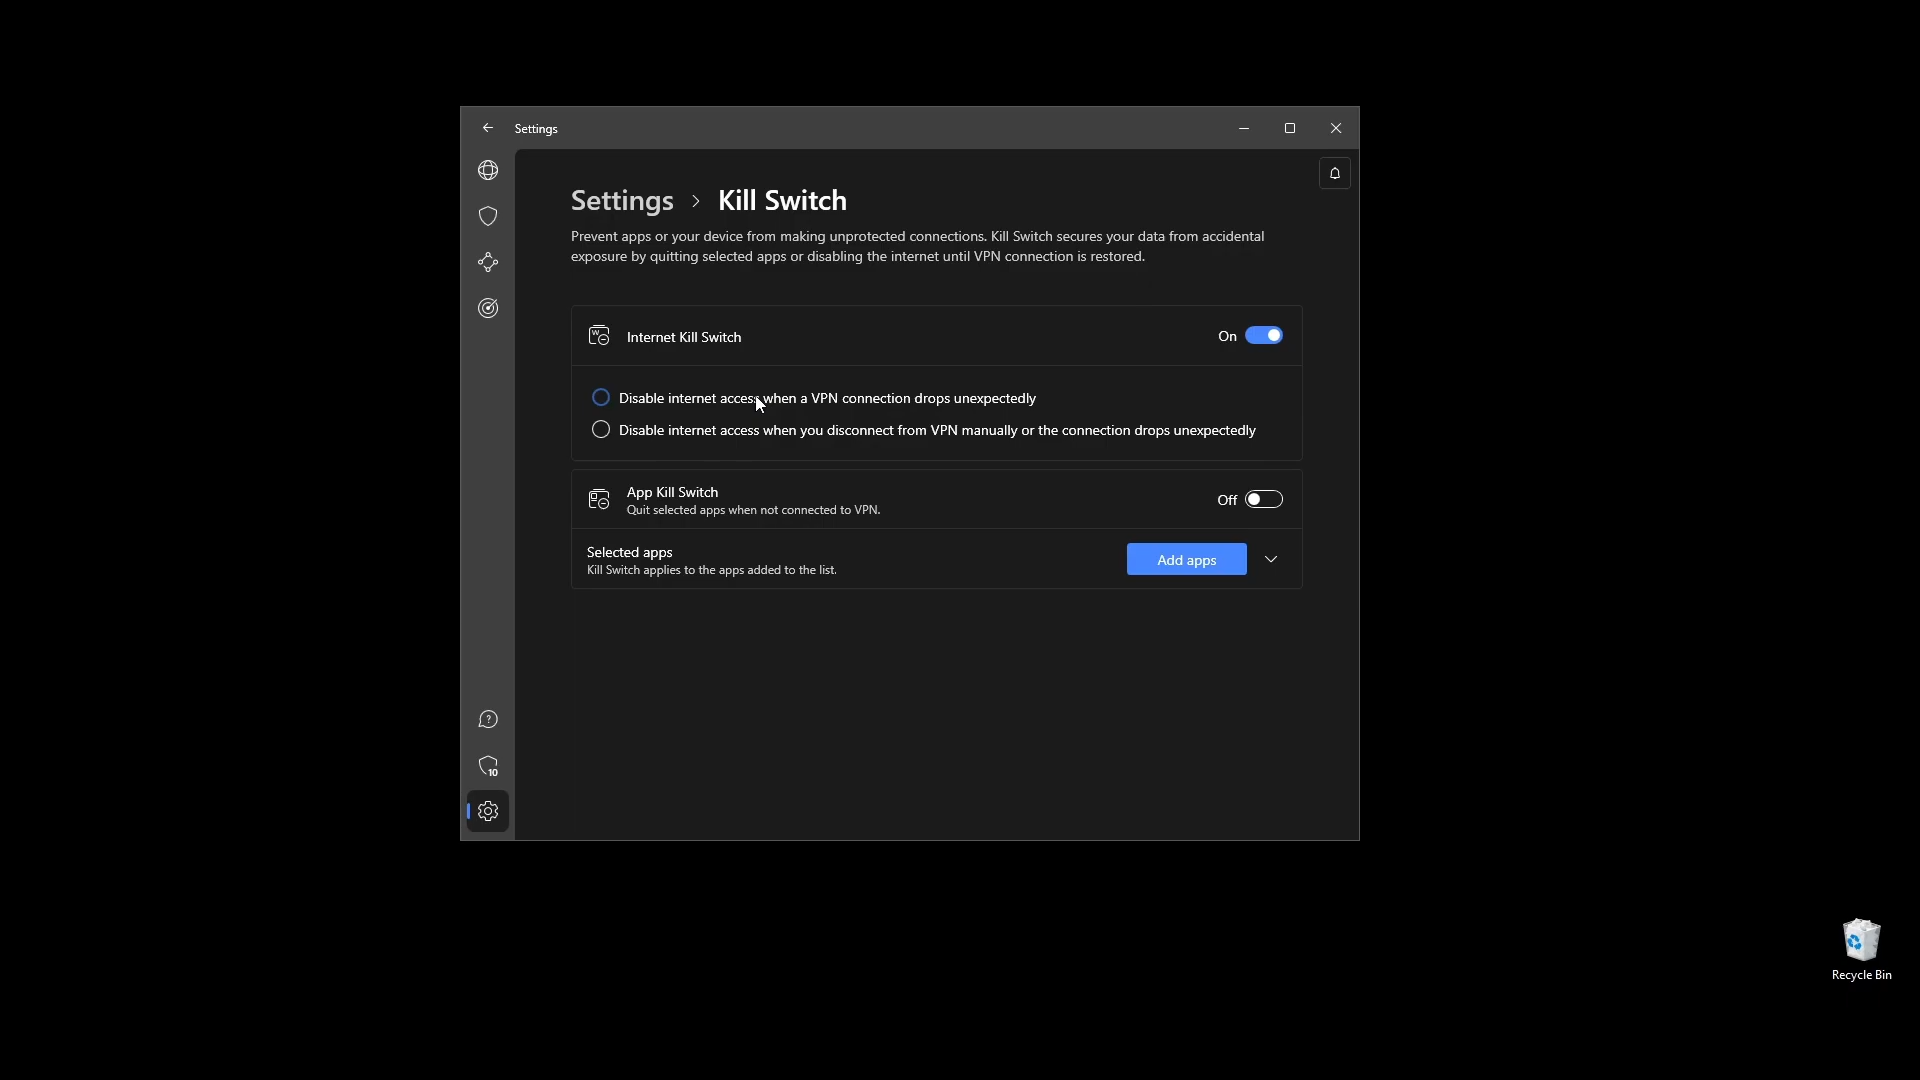 Settings
Settings > Kill Switch
Prevent apps or your device from making unprotected connections. Kill Switch secures your data from accidental
exposure by quitting selected apps or disabling the internet until VPN connection is restored.
Internet Kill Switch
On
Disable internet access when a VPN connection drops unexpectedly
Disable internet access when you disconnect from VPN manually or the connection drops unexpectedly
App Kill Switch
Quit selected apps when not connected to VPN.
Off
Selected apps
Kill Switch applies to the apps added to the list.
Add apps
10
Recycle Bin